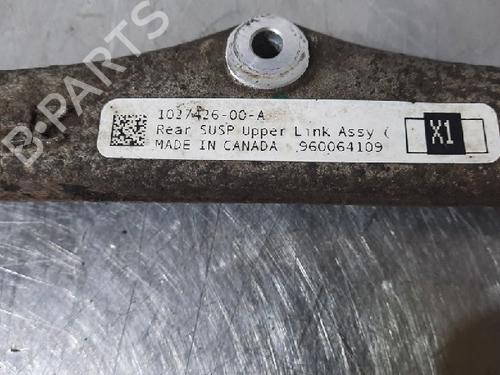 1027426-00-A
Rear SUSP Upper Link Assy (
MADE IN CANADA 960064109
X1
B-Parts